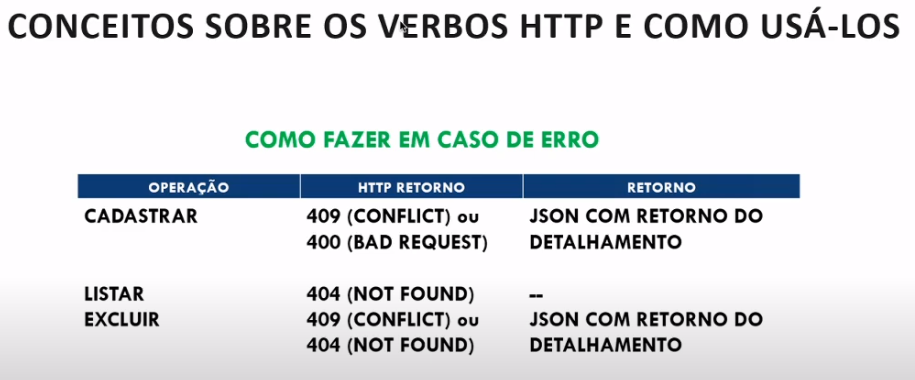 CONCEITOS SOBRE OS VERBOS HTTP E COMO USÁ-LOS
COMO FAZER EM CASO DE ERRO
OPERAÇÃO HTTP RETORNO RETORNO
CADASTRAR 409 (CONFLICT) ou JSON COM RETORNO DO
400 (BAD REQUEST) DETALHAMENTO
LISTAR 404 (NOT FOUND) --
EXCLUIR 409 (CONFLICT) ou JSON COM RETORNO DO
404 (NOT FOUND) DETALHAMENTO